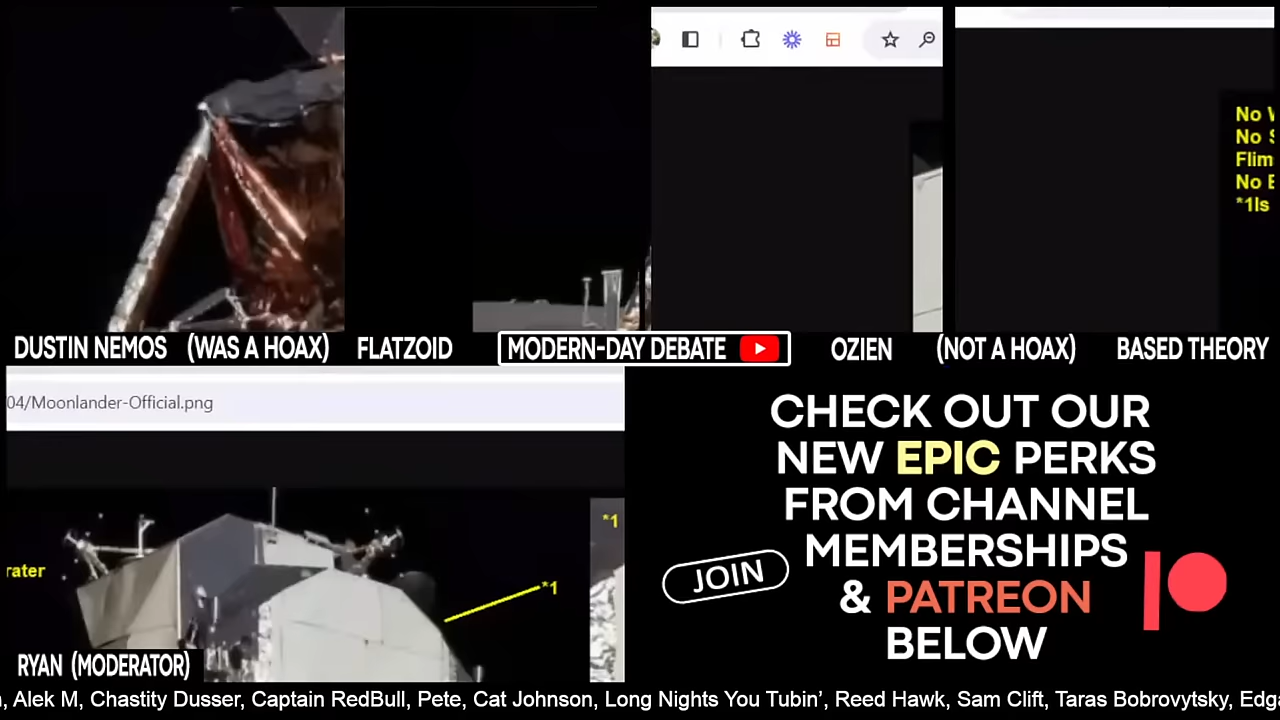 No
No
Flim
No
*1Is
DUSTIN NEMOS (WAS A HOAX) FLATZOID MODERN-DAY DEBATE OZIEN (NOT A HOAX) BASED THEORY
04/Moonlander-Official.png
rater
*1
*1
RYAN (MODERATOR)
CHECK OUT OUR
NEW EPIC PERKS
FROM CHANNEL
MEMBERSHIPS
JOIN
& PATREON
BELOW
, Alek M, Chastity Dusser, Captain RedBull, Pete, Cat Johnson, Long Nights You Tubin’, Reed Hawk, Sam Clift, Taras Bobrovytsky, Edga